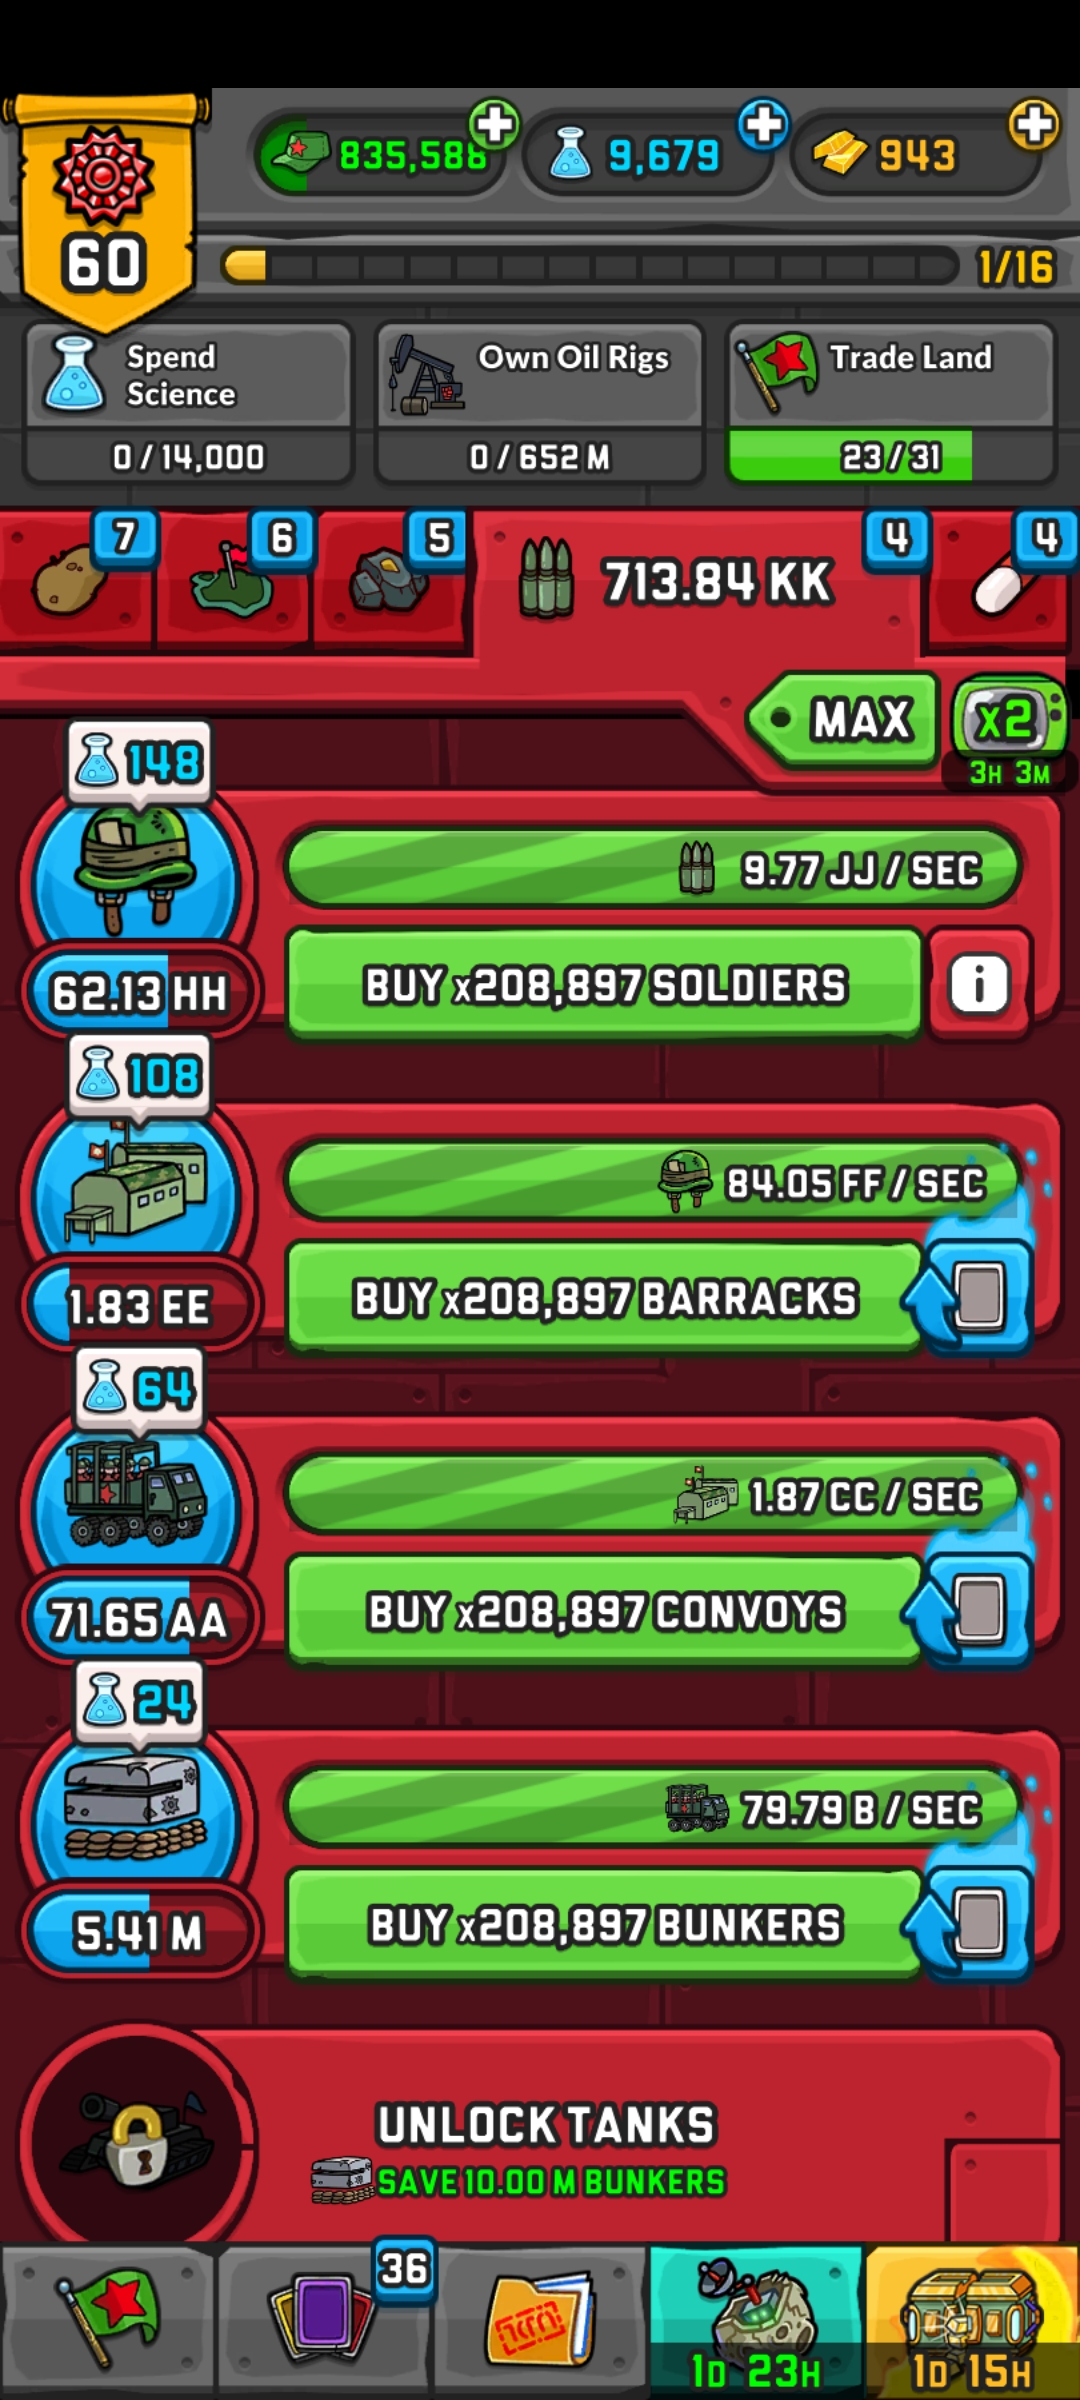 835,588
9,679
943
60
1/16
Spend
Science
0/14,000
Own Oil Rigs
0/652 M
Trade Land
23/31
7
6
5
713.84 KK
4
4
MAX
x2
3H 3M
148
9.77 JJ/SEC
62.13 HH
BUY x208,897 SOLDIERS
i
108
84.05 FF/SEC
1.83 EE
BUY x208,897 BARRACKS
64
1.87 CC/SEC
71.65 AA
BUY x208,897 CONVOYS
24
79.79 B/SEC
5.41 M
BUY x208,897 BUNKERS
UNLOCK TANKS
SAVE 10.00 M BUNKERS
36
1D 23H
1D 15H